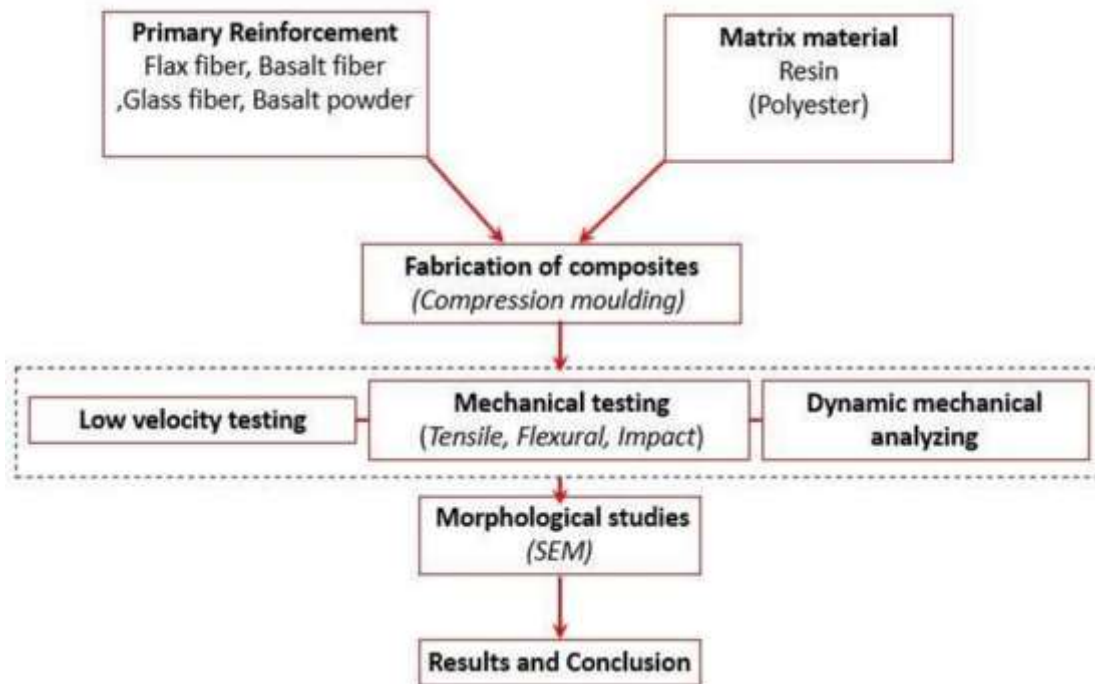 Primary Reinforcement
Flax fiber, Basalt fiber
,Glass fiber, Basalt powder
Matrix material
Resin
(Polyester)
Fabrication of composites
(Compression moulding)
Low velocity testing
Mechanical testing
(Tensile, Flexural, Impact)
Dynamic mechanical
analyzing
Morphological studies
(SEM)
Results and Conclusion